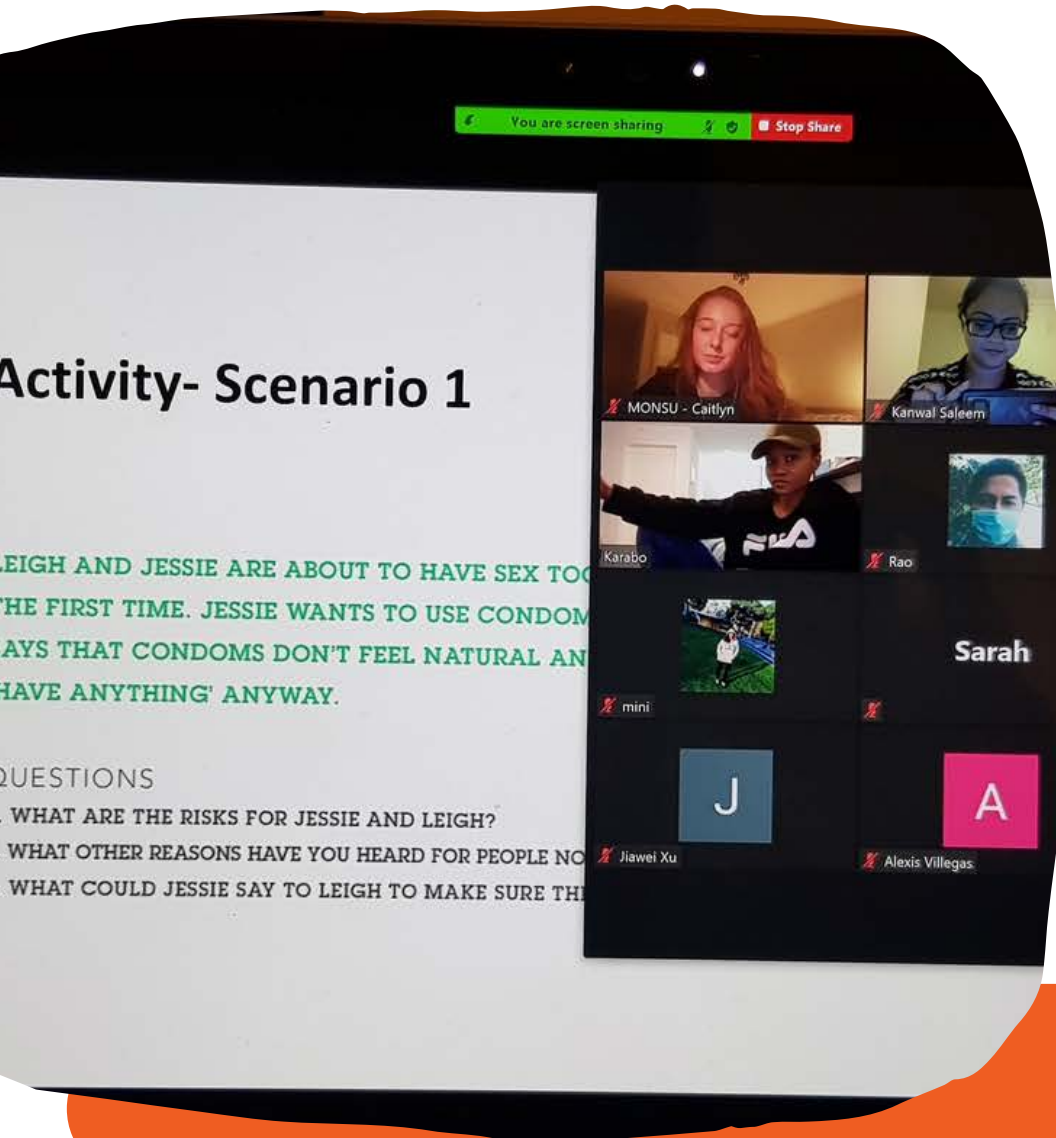 You are screen sharing
Stop Share
Activity- Scenario 1
LEIGH AND JESSIE ARE ABOUT TO HAVE SEX TOG
THE FIRST TIME. JESSIE WANTS TO USE CONDOM
AYS THAT CONDOMS DON'T FEEL NATURAL AN
HAVE ANYTHING' ANYWAY.
QUESTIONS
WHAT ARE THE RISKS FOR JESSIE AND LEIGH?
WHAT OTHER REASONS HAVE YOU HEARD FOR PEOPLE NO
WHAT COULD JESSIE SAY TO LEIGH TO MAKE SURE THE
MONSU - Caitlyn
Kanwal Saleem
FILA
Karabo
Rao
mini
Sarah
J
Jiawei Xu
A
Alexis Villegas